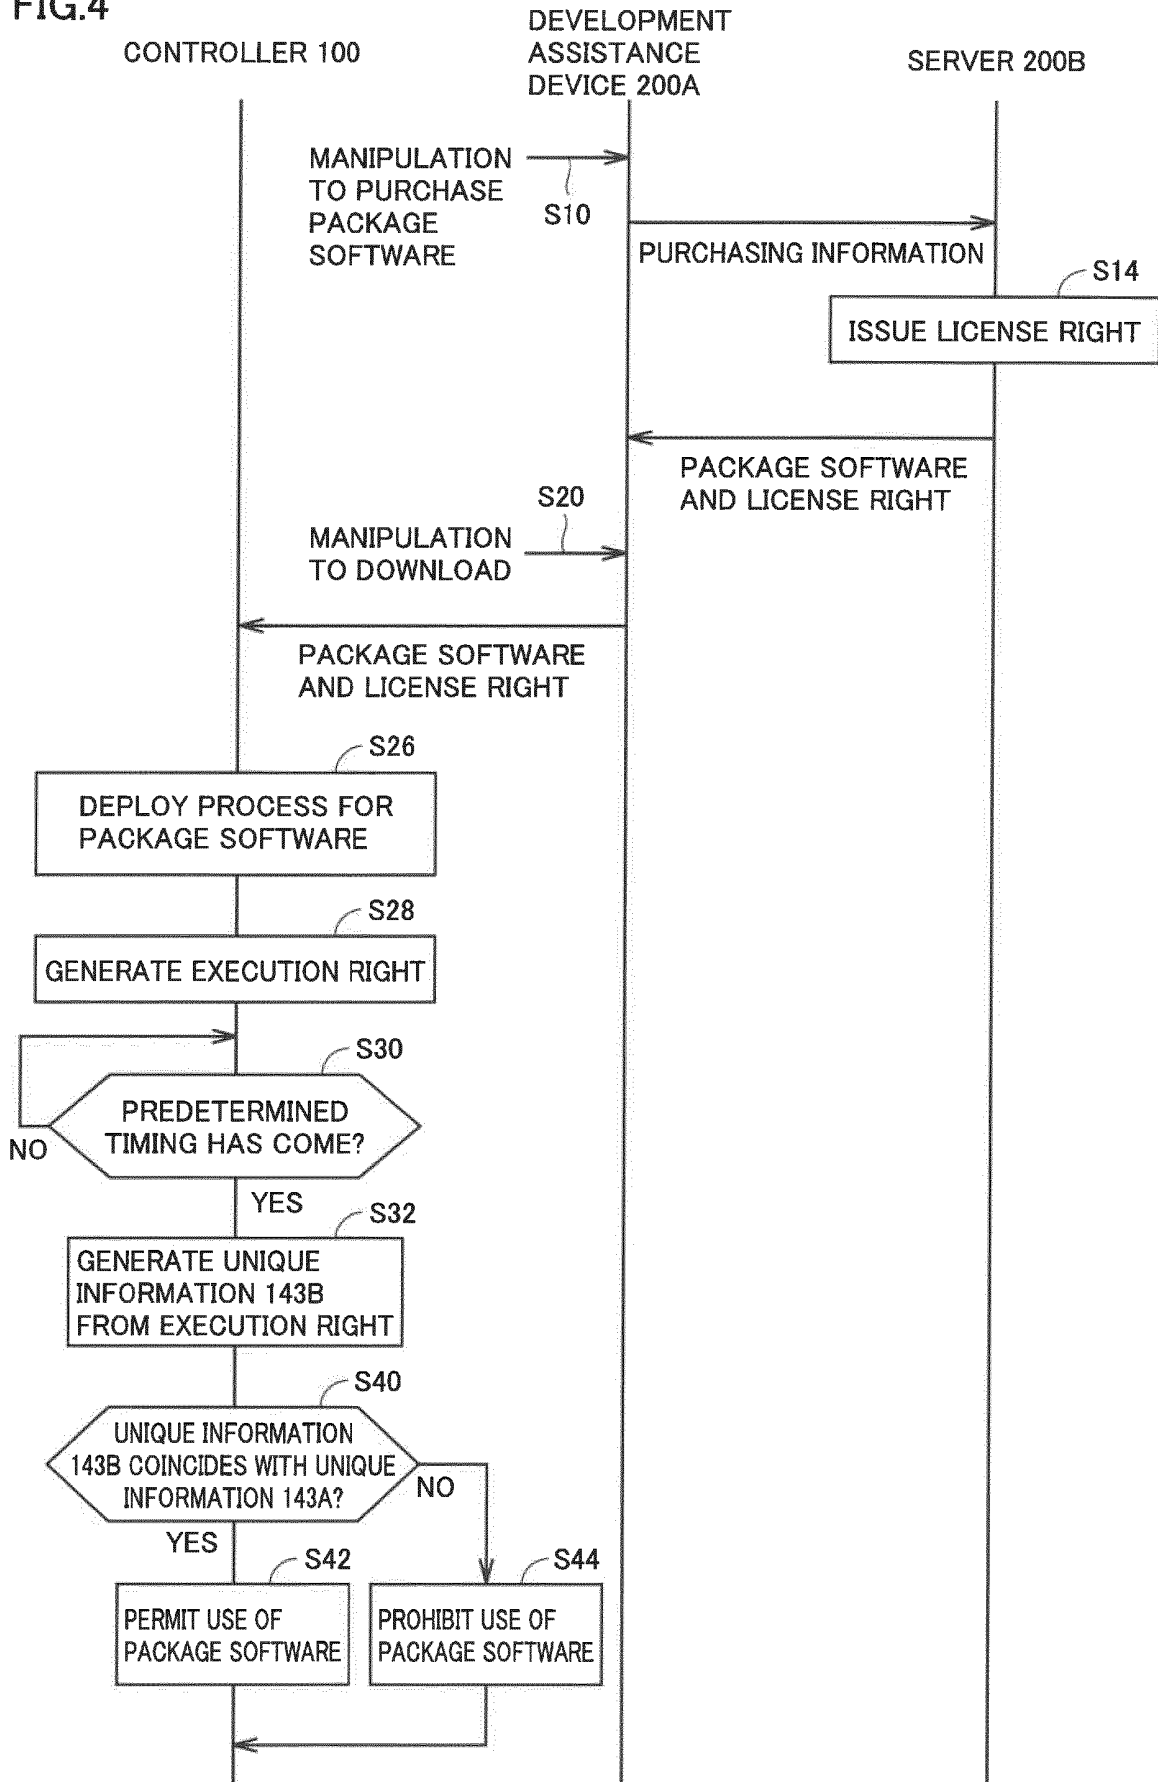 FIG.4
CONTROLLER 100
DEVELOPMENT
ASSISTANCE
DEVICE 200A
SERVER 200B
MANIPULATION
TO PURCHASE
PACKAGE
SOFTWARE
S10
PURCHASING INFORMATION
S14
ISSUE LICENSE RIGHT
PACKAGE SOFTWARE
AND LICENSE RIGHT
S20
MANIPULATION
TO DOWNLOAD
PACKAGE SOFTWARE
AND LICENSE RIGHT
S26
DEPLOY PROCESS FOR
PACKAGE SOFTWARE
S28
GENERATE EXECUTION RIGHT
S30
PREDETERMINED
TIMING HAS COME?
NO
YES
S32
GENERATE UNIQUE
INFORMATION 143B
FROM EXECUTION RIGHT
S40
UNIQUE INFORMATION
143B COINCIDES WITH UNIQUE
INFORMATION 143A?
NO
YES
S42
PERMIT USE OF
PACKAGE SOFTWARE
S44
PROHIBIT USE OF
PACKAGE SOFTWARE